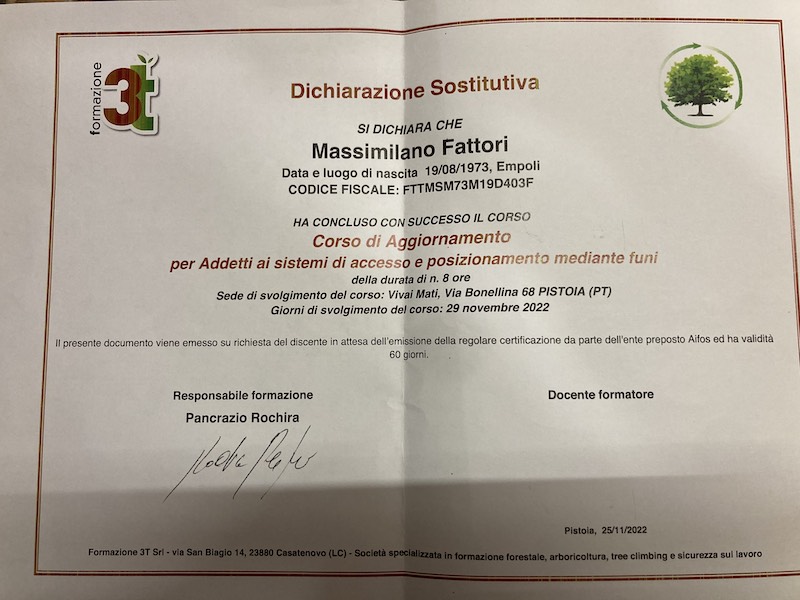 formazione
3t
Dichiarazione Sostitutiva
SI DICHIARA CHE
Massimilano Fattori
Data e luogo di nascita 19/08/1973, Empoli
CODICE FISCALE: FTTMSM73M19D403F
HA CONCLUSO CON SUCCESSO IL CORSO
Corso di Aggiornamento
per Addetti ai sistemi di accesso e posizionamento mediante funi
della durata di n. 8 ore
Sede di svolgimento del corso: Vivai Mati, Via Bonellina 68 PISTOIA (PT)
Giorni di svolgimento del corso: 29 novembre 2022
Il presente documento viene emesso su richiesta del discente in attesa dell'emissione della regolare certificazione da parte dell'ente preposto Aifos ed ha validità
60 giorni.
Responsabile formazione
Pancrazio Rochira
Docente formatore
Pistoia, 25/11/2022
Formazione 3T Srl - via San Biagio 14, 23880 Casatenovo (LC) - Società specializzata in formazione forestale, arboricoltura, tree climbing e sicurezza sul lavoro